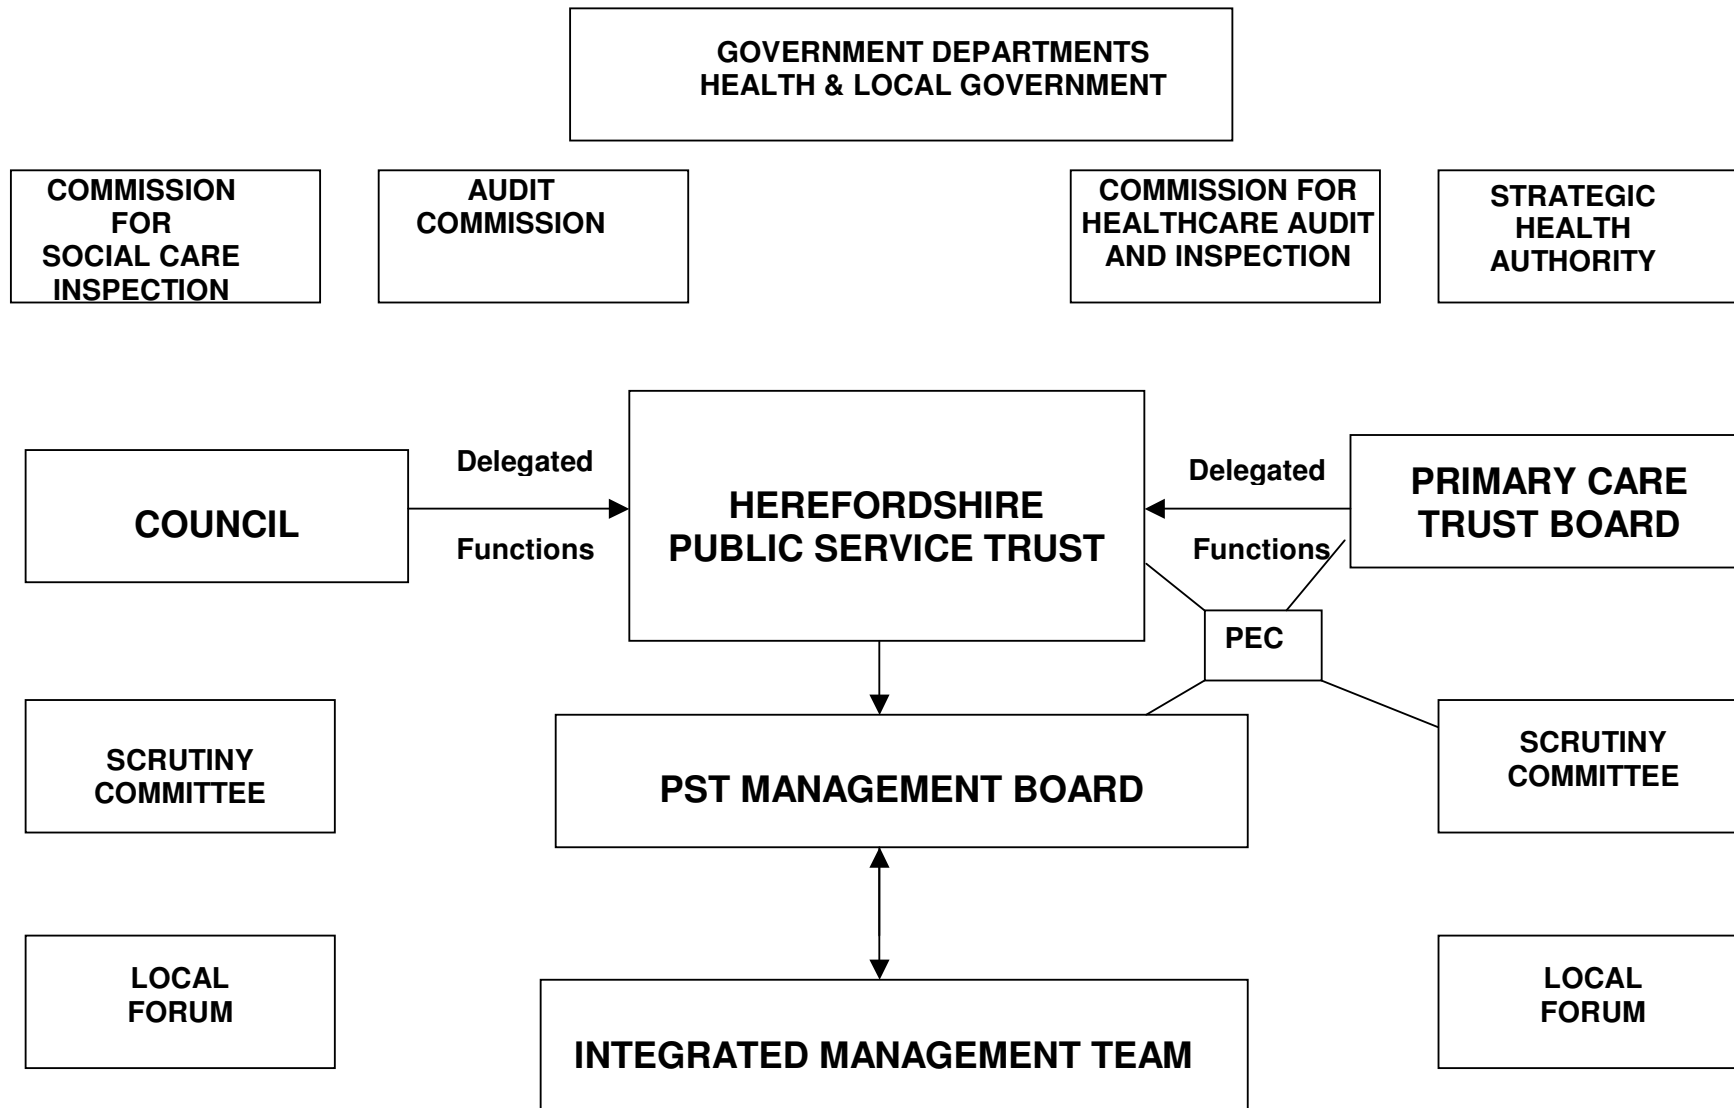 GOVERNMENT DEPARTMENTS
HEALTH & LOCAL GOVERNMENT
COMMISSION
FOR
SOCIAL CARE
INSPECTION
AUDIT
COMMISSION
COMMISSION FOR
HEALTHCARE AUDIT
AND INSPECTION
STRATEGIC
HEALTH
AUTHORITY
COUNCIL
Delegated
Functions
HEREFORDSHIRE
PUBLIC SERVICE TRUST
Delegated
Functions
PRIMARY CARE
TRUST BOARD
PEC
SCRUTINY
COMMITTEE
PST MANAGEMENT BOARD
SCRUTINY
COMMITTEE
LOCAL
FORUM
INTEGRATED MANAGEMENT TEAM
LOCAL
FORUM